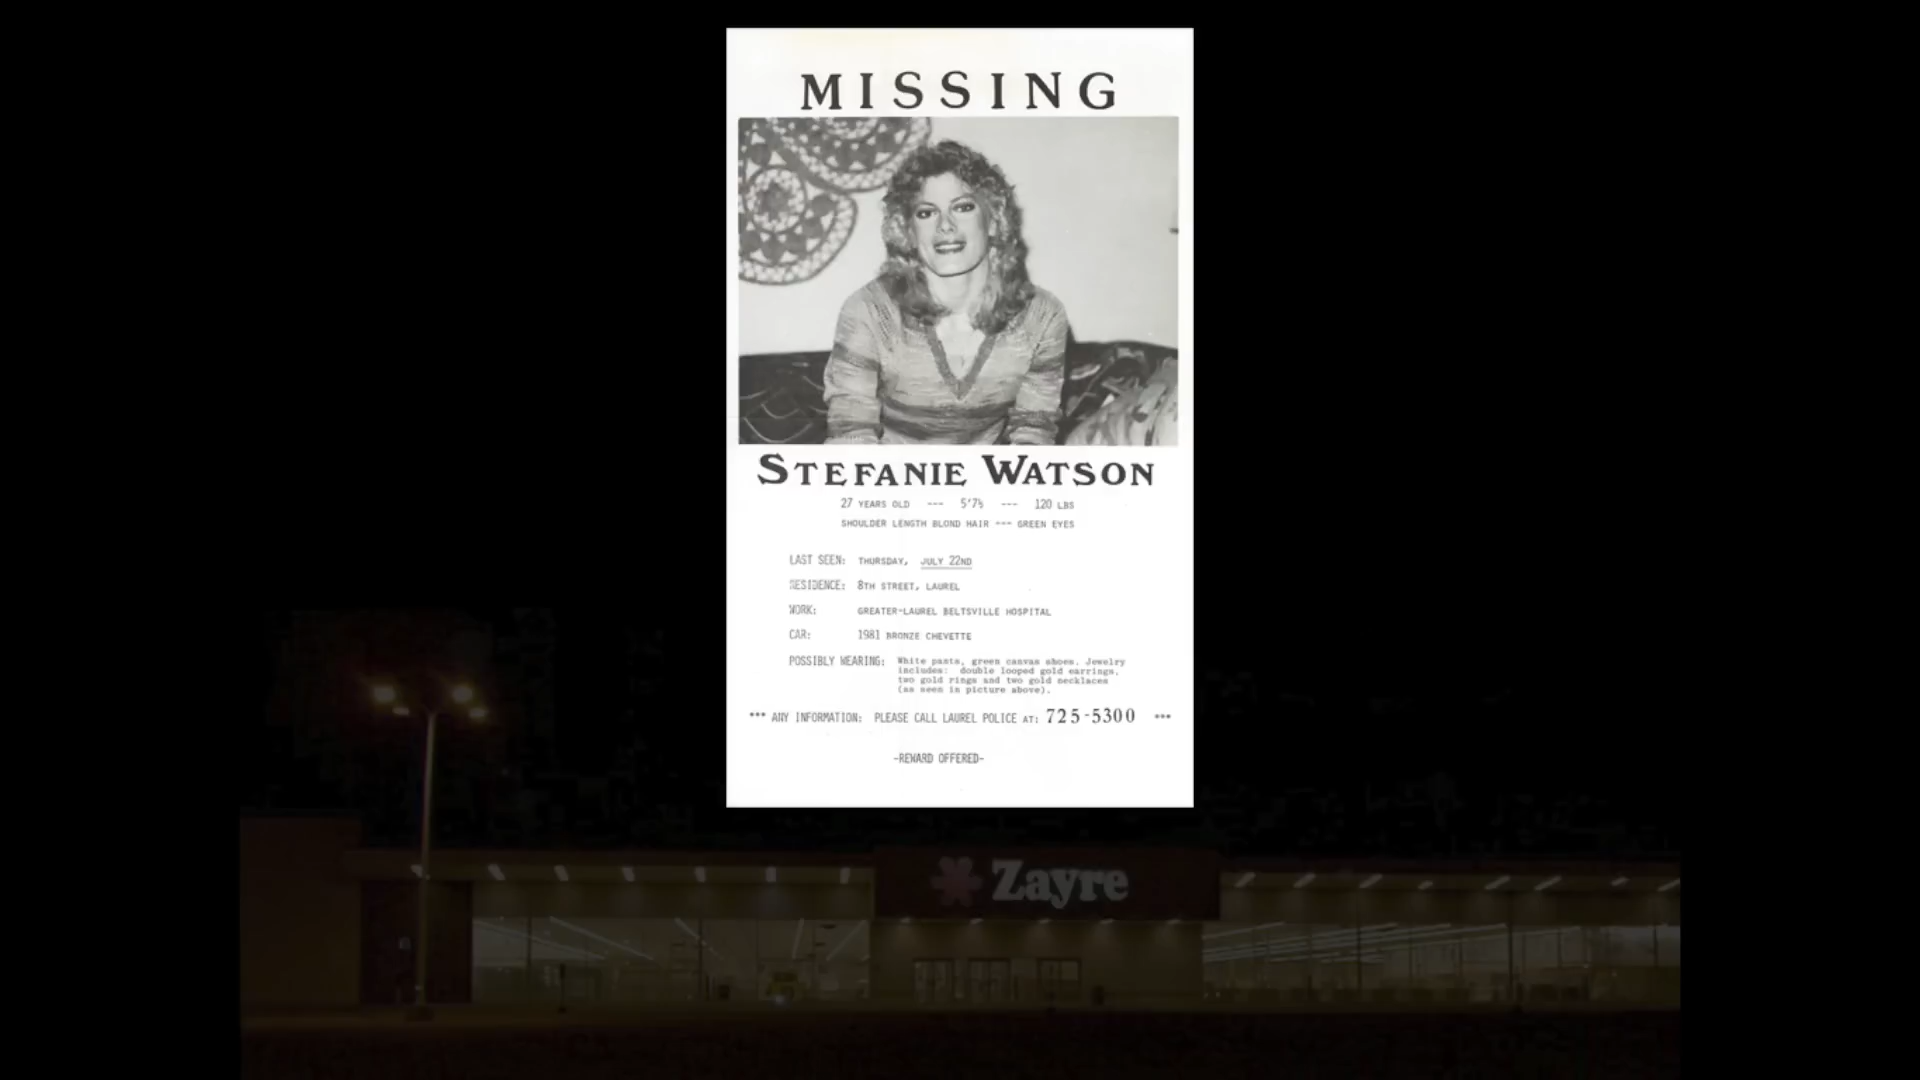 MISSING
STEFANIE WATSON
27 YEARS OLD --- 5'7½ --- 120 LBS
SHOULDER LENGTH BLOND HAIR --- GREEN EYES
LAST SEEN: THURSDAY, JULY 22ND
RESIDENCE: 8TH STREET, LAUREL
WORK: GREATER-LAUREL BELTSVILLE HOSPITAL
CAR: 1981 BRONZE CHEVETTE
POSSIBLY WEARING: White pants, green canvas shoes. Jewelry
includes: double looped gold earrings,
two gold rings and two gold necklaces
(as seen in picture above).
*** ANY INFORMATION: PLEASE CALL LAUREL POLICE AT: 725-5300 ***
-REWARD OFFERED-
Zayre